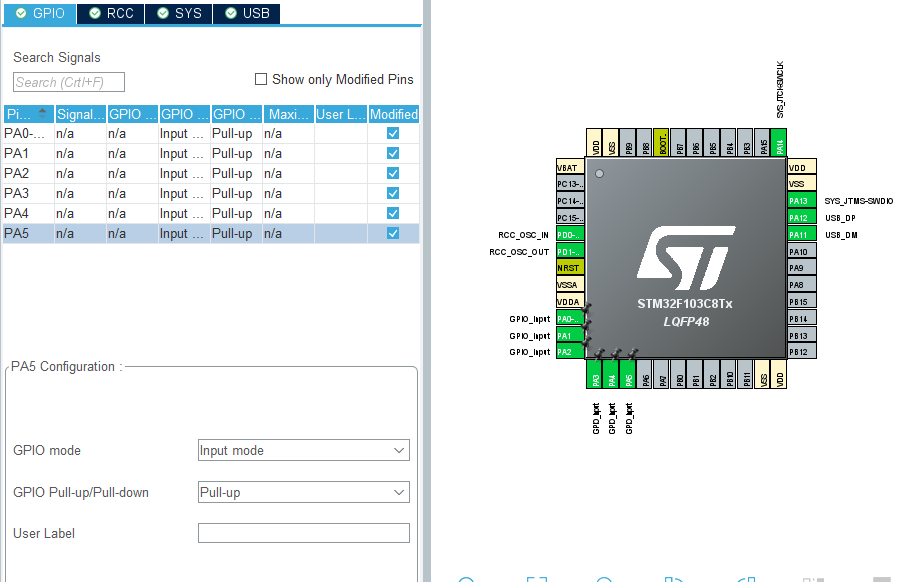 GPIO RCC SYS USB
Search Signals
Search (Crtl+F)
Show only Modified Pins
Pi... Signal... GPIO ... GPIO ... GPIO ... Maxi... User L... Modified
PA0-... n/a n/a Input ... Pull-up n/a
PA1 n/a n/a Input ... Pull-up n/a
PA2 n/a n/a Input ... Pull-up n/a
PA3 n/a n/a Input ... Pull-up n/a
PA4 n/a n/a Input ... Pull-up n/a
PA5 n/a n/a Input ... Pull-up n/a
PA5 Configuration :
GPIO mode
Input mode
GPIO Pull-up/Pull-down
Pull-up
User Label
SYS_JTCK-SWCLK
VDD VSS PB9 PB8 BOOT.. PB7 PB6 PB5 PB4 PB3 PA15 PA14
VBAT
PC13-..
PC14-..
PC15-..
RCC_OSC_IN PD0-..
RCC_OSC_OUT PD1-..
NRST
VSSA
VDDA
GPIO_Input PA0-..
GPIO_Input PA1
GPIO_Input PA2
ST
STM32F103C8Tx
LQFP48
VDD
VSS
PA13 SYS_JTMS-SWDIO
PA12 USB_DP
PA11 USB_DM
PA10
PA9
PA8
PB15
PB14
PB13
PB12
PA3 PA4 PA5 PA6 PA7 PB0 PB1 PB2 PB10 PB11 VSS VDD
GPIO_Input GPIO_Input GPIO_Input